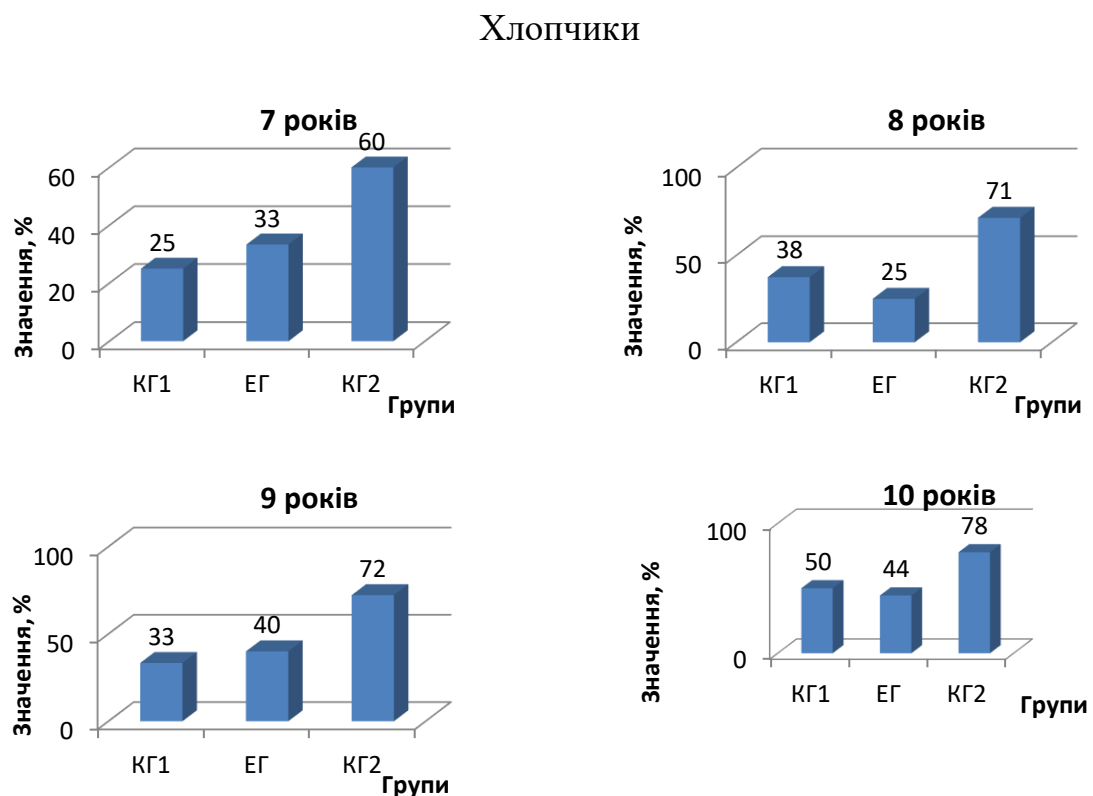 Хлопчики
7 років
60
60
33
25
40
20
0
Значення, %
КГ1 ЕГ КГ2
Групи
8 років
100
71
38
25
50
0
Значення, %
КГ1 ЕГ КГ2
Групи
9 років
100
72
40
33
50
0
Значення, %
КГ1 ЕГ КГ2
Групи
10 років
100
78
50
44
0
Значення, %
КГ1 ЕГ КГ2
Групи